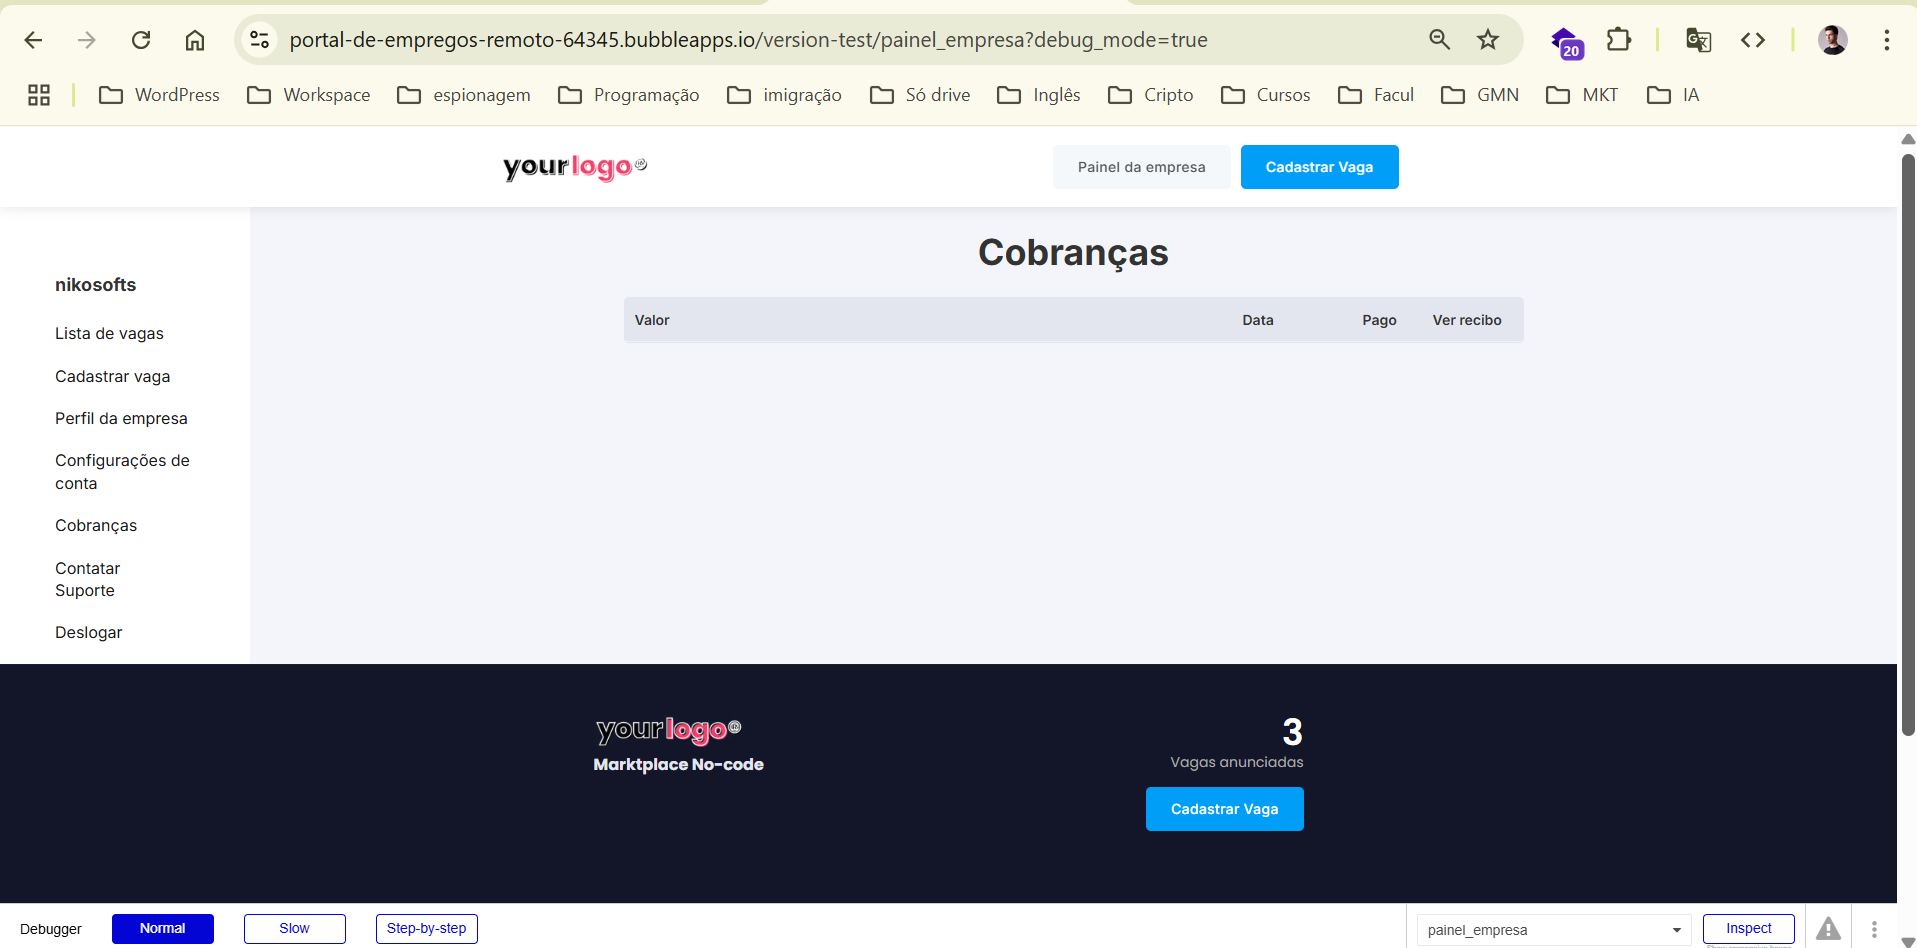 portal-de-empregos-remoto-64345.bubbleapps.io/version-test/painel_empresa?debug_mode=true
20
WordPress Workspace espionagem Programação imigração Só drive Inglês Cripto Cursos Facul GMN MKT IA
yourlogo
Painel da empresa
Cadastrar Vaga
nikosofts
Lista de vagas
Cadastrar vaga
Perfil da empresa
Configurações de
conta
Cobranças
Contatar
Suporte
Deslogar
Cobranças
Valor Data Pago Ver recibo
yourlogo
Marktplace No-code
3
Vagas anunciadas
Cadastrar Vaga
Debugger Normal Slow Step-by-step painel_empresa Inspect